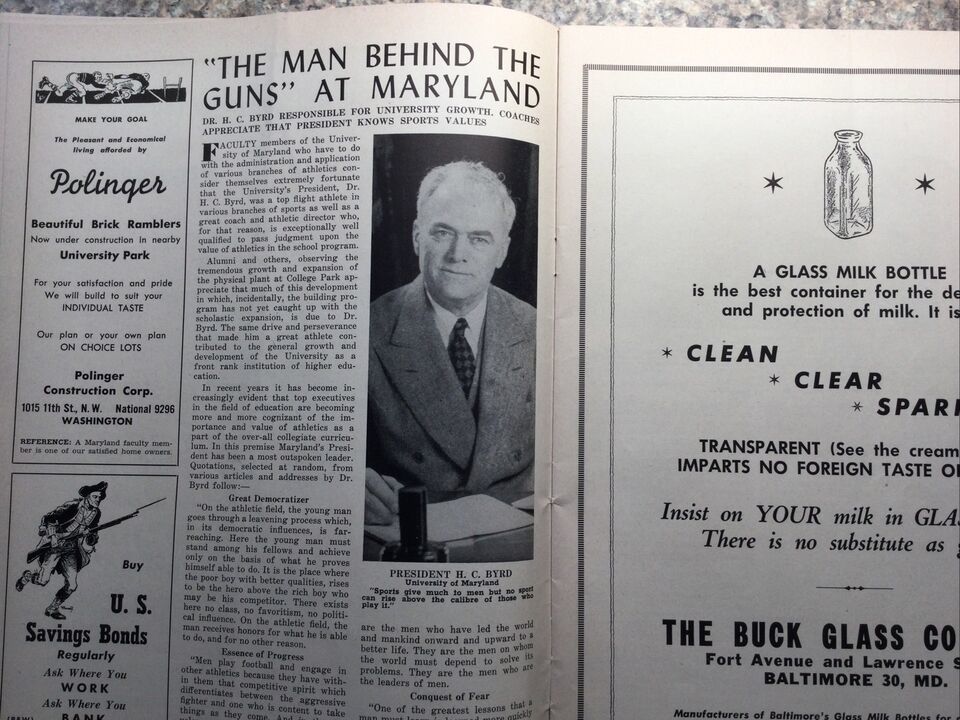 MAKE YOUR GOAL
The Pleasant and Economical
living afforded by
Polinger
Beautiful Brick Ramblers
Now under construction in nearby
University Park
For your satisfaction and pride
We will build to suit your
INDIVIDUAL TASTE
Our plan or your own plan
ON CHOICE LOTS
Polinger
Construction Corp.
1015 11th St., N. W. National 9296
WASHINGTON
REFERENCE: A Maryland faculty mem-
ber is one of our satisfied home owners.
Buy
U. S.
Savings Bonds
Regularly
Ask Where You
WORK
Ask Where You
BANK
"THE MAN BEHIND THE
GUNS" AT MARYLAND
DR. H. C. BYRD RESPONSIBLE FOR UNIVERSITY GROWTH. COACHES
APPRECIATE THAT PRESIDENT KNOWS SPORTS VALUES
FACULTY members of the Univer-
sity of Maryland who have to do
with the administration and application
of various branches of athletics con-
sider themselves extremely fortunate
that the University's President, Dr.
H. C. Byrd, was a top flight athlete in
various branches of sports as well as a
great coach and athletic director who,
for that reason, is exceptionally well
qualified to pass judgment upon the
value of athletics in the school program.
Alumni and others, observing the
tremendous growth and expansion of
the physical plant at College Park ap-
preciate that much of this development
in which, incidentally, the building pro-
gram has not yet caught up with the
scholastic expansion, is due to Dr.
Byrd. The same drive and perseverance
that made him a great athlete con-
tributed to the general growth and
development of the University as a
front rank institution of higher edu-
cation.
In recent years it has become in-
creasingly evident that top executives
in the field of education are becoming
more and more cognizant of the im-
portance and value of athletics as a
part of the over-all collegiate curricu-
lum. In this premise Maryland's Presi-
dent has been a most outspoken leader.
Quotations, selected at random, from
various articles and addresses by Dr.
Byrd follow:—
Great Democratizer
"On the athletic field, the young man
goes through a leavening process which,
in its democratic influences, is far-
reaching. Here the young man must
stand among his fellows and achieve
only on the basis of what he proves
himself able to do. It is the place where
the poor boy with better qualities, rises
to be the hero above the rich boy who
may be his competitor. There exists
here no class, no favoritism, no politi-
cal influence. On the athletic field, the
man receives honors for what he is able
to do, and for no other reason.
Essence of Progress
"Men play football and engage in
other athletics because they have with-
in them that competitive spirit which
differentiates between the aggressive
fighter and one who is content to take
things as they come. And
PRESIDENT H. C. BYRD
University of Maryland
"Sports give much to men but no sport
can rise above the calibre of those who
play it."
are the men who have led the world
and mankind onward and upward to a
better life. They are the men on whom
the world must depend to solve its
problems. They are the men who are
the leaders of men.
Conquest of Fear
"One of the greatest lessons that a
man must learn
A GLASS MILK BOTTLE
is the best container for the de
and protection of milk. It is
CLEAN
CLEAR
SPAR
TRANSPARENT (See the cream
IMPARTS NO FOREIGN TASTE O
Insist on YOUR milk in GLA
There is no substitute as
THE BUCK GLASS CO
Fort Avenue and Lawrence S
BALTIMORE 30, MD.
Manufacturers of Baltimore's Glass Milk Bottles for